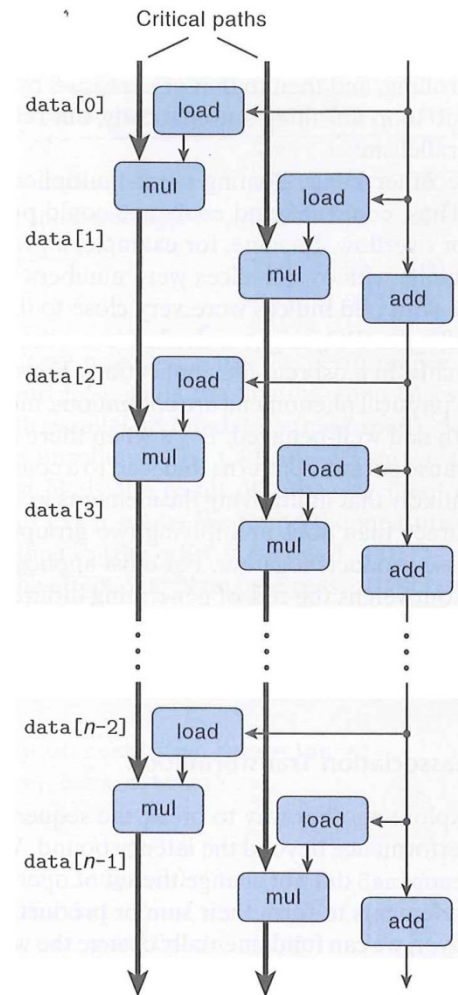 Critical paths
data[0]
load
mul
load
data[1]
mul
add
data[2]
load
mul
load
data[3]
mul
add
data[n-2]
load
mul
load
data[n-1]
mul
add